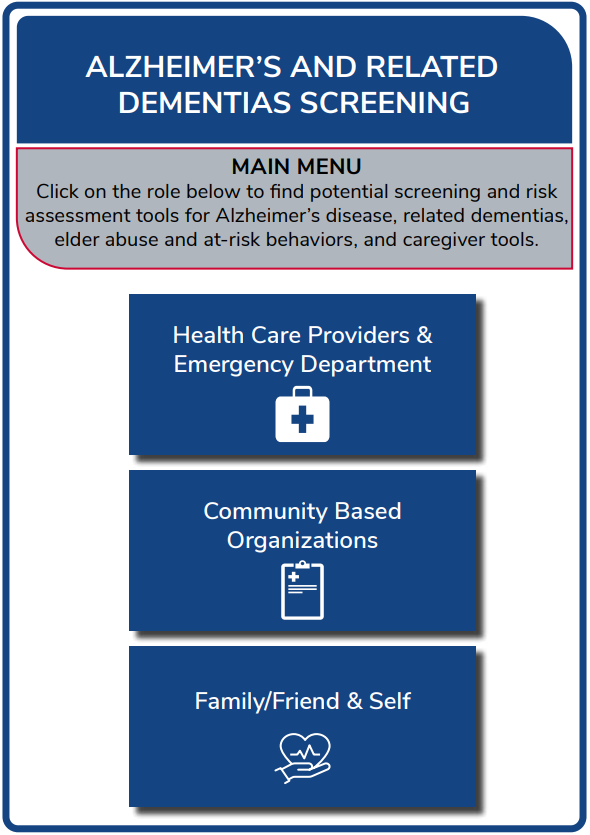 ALZHEIMER’S AND RELATED
DEMENTIAS SCREENING
MAIN MENU
Click on the role below to find potential screening and risk
assessment tools for Alzheimer’s disease, related dementias,
elder abuse and at-risk behaviors, and caregiver tools.
Health Care Providers &
Emergency Department
Community Based
Organizations
Family/Friend & Self